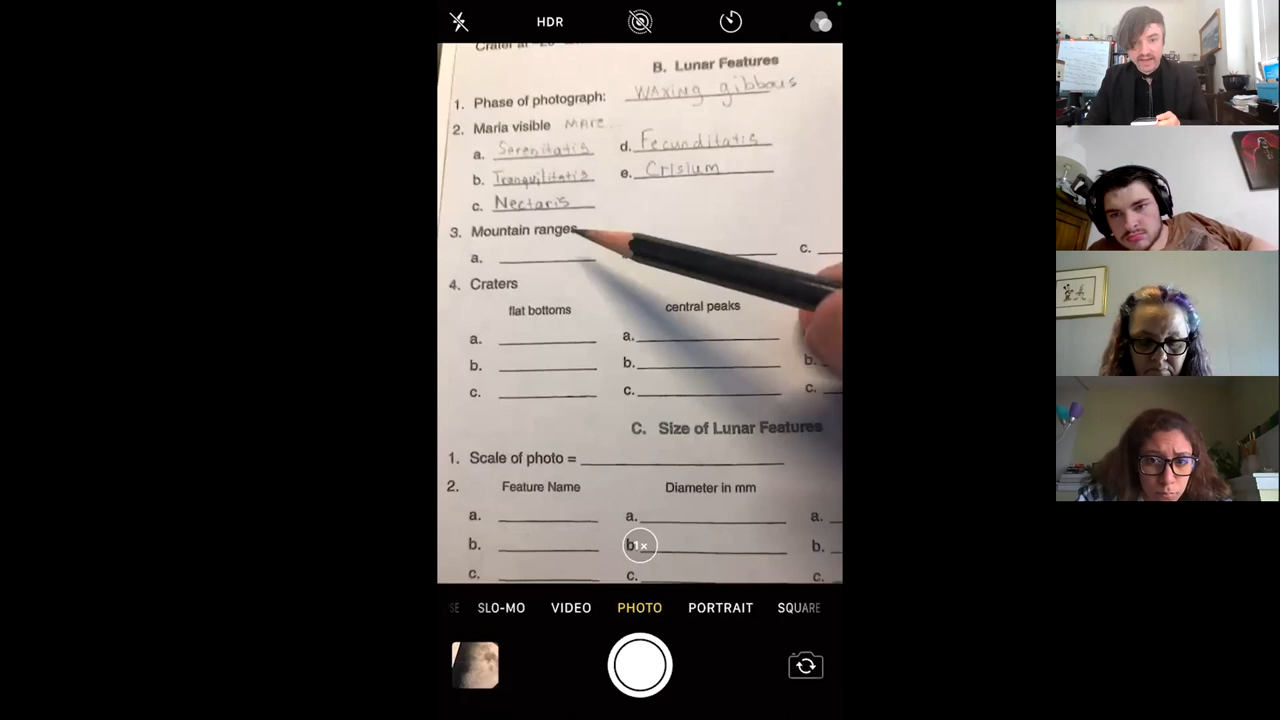 HDR
B. Lunar Features
1. Phase of photograph: WAxing gibbous
2. Maria visible MARE
a. Serenitatis d. Fecunditatis
b. Tranquilitatis e. Crisium
c. Nectaris
3. Mountain ranges
a. c.
4. Craters
flat bottoms central peaks
a. a.
b. b. b.
c. c. c.
C. Size of Lunar Features
1. Scale of photo =
2. Feature Name Diameter in mm
a. a. a.
b. b. b.
c. c. c.
1x
SLO-MO VIDEO PHOTO PORTRAIT SQUARE